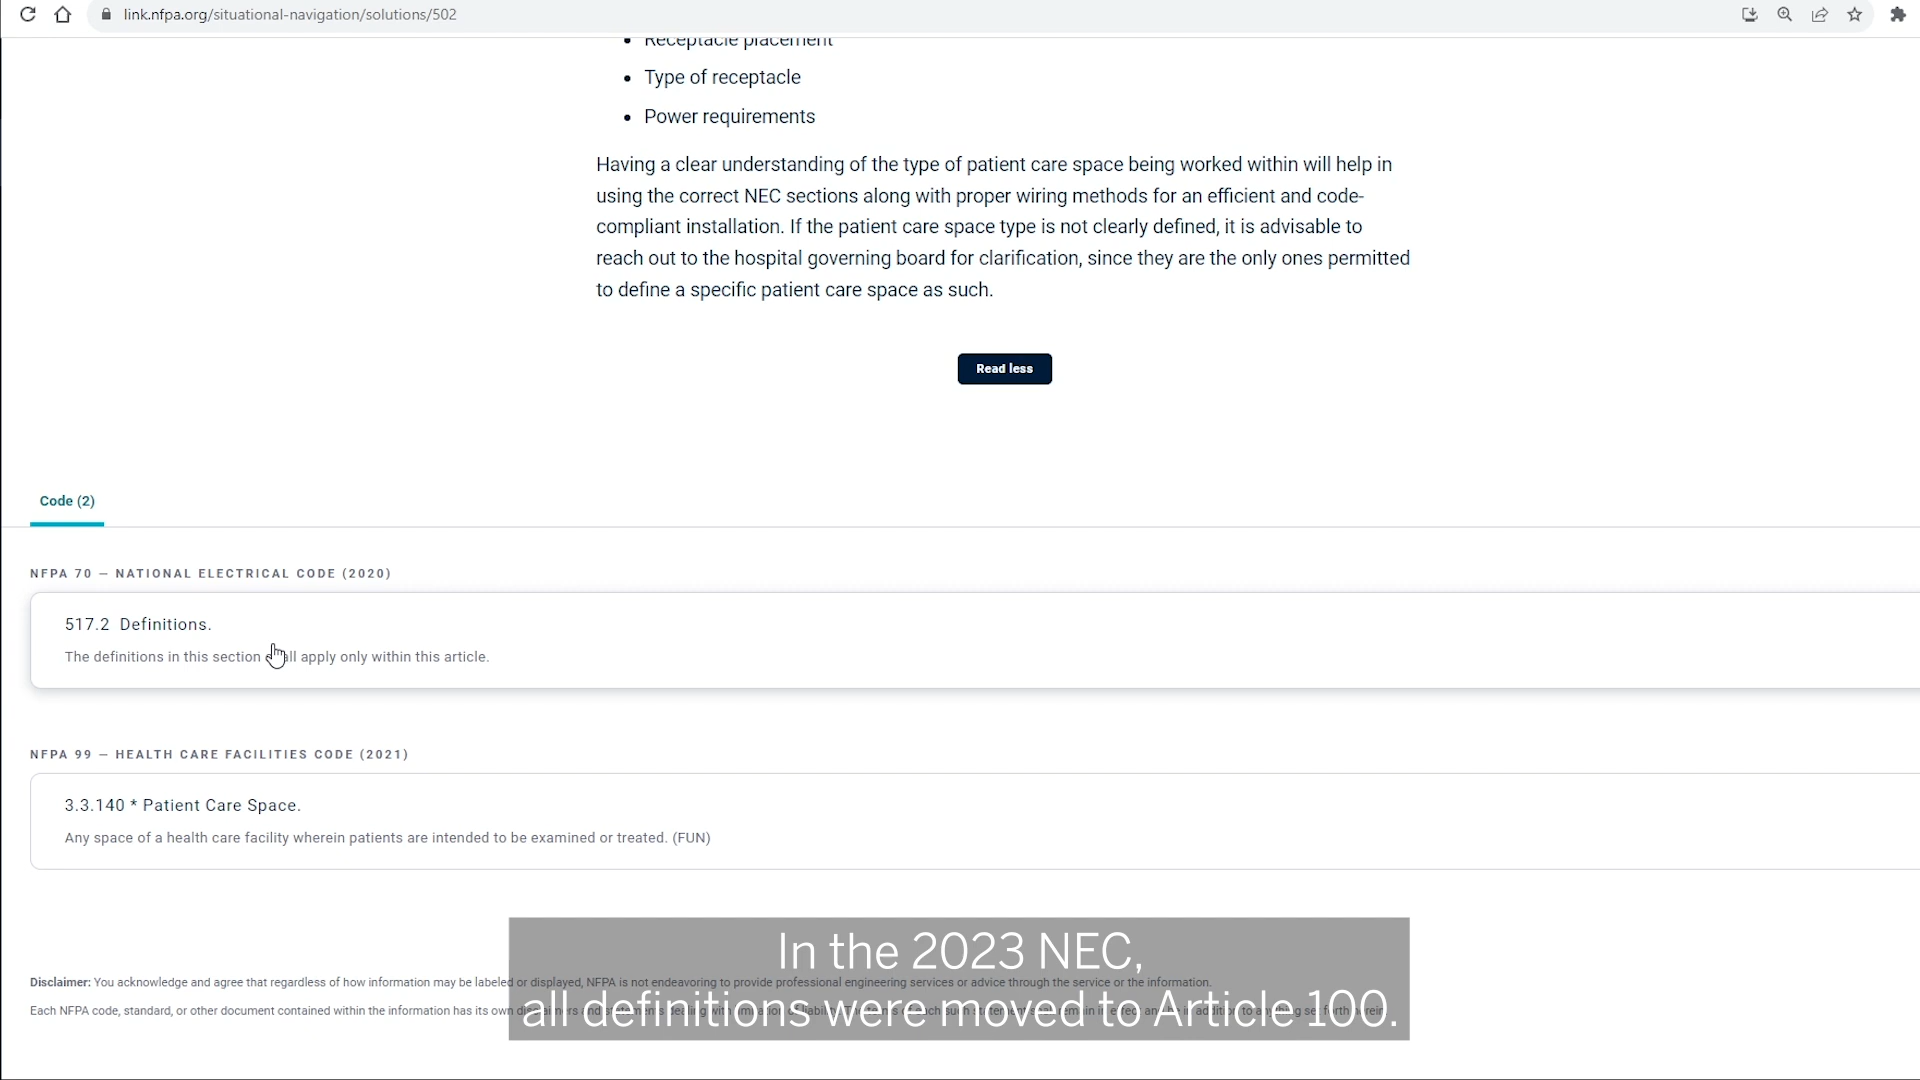 link.nfpa.org/situational-navigation/solutions/502
Receptacle placement
Type of receptacle
Power requirements
Having a clear understanding of the type of patient care space being worked within will help in
using the correct NEC sections along with proper wiring methods for an efficient and code-
compliant installation. If the patient care space type is not clearly defined, it is advisable to
reach out to the hospital governing board for clarification, since they are the only ones permitted
to define a specific patient care space as such.
Read less
Code (2)
NFPA 70 — NATIONAL ELECTRICAL CODE (2020)
517.2 Definitions.
The definitions in this section shall apply only within this article.
NFPA 99 — HEALTH CARE FACILITIES CODE (2021)
3.3.140 * Patient Care Space.
Any space of a health care facility wherein patients are intended to be examined or treated. (FUN)
In the 2023 NEC,
Disclaimer: You acknowledge and agree that regardless of how information may be labeled or displayed, NFPA is not endeavoring to provide professional engineering services or advice through the service or the information.
all definitions were moved to Article 100.
Each NFPA code, standard, or other document contained within the information has its own